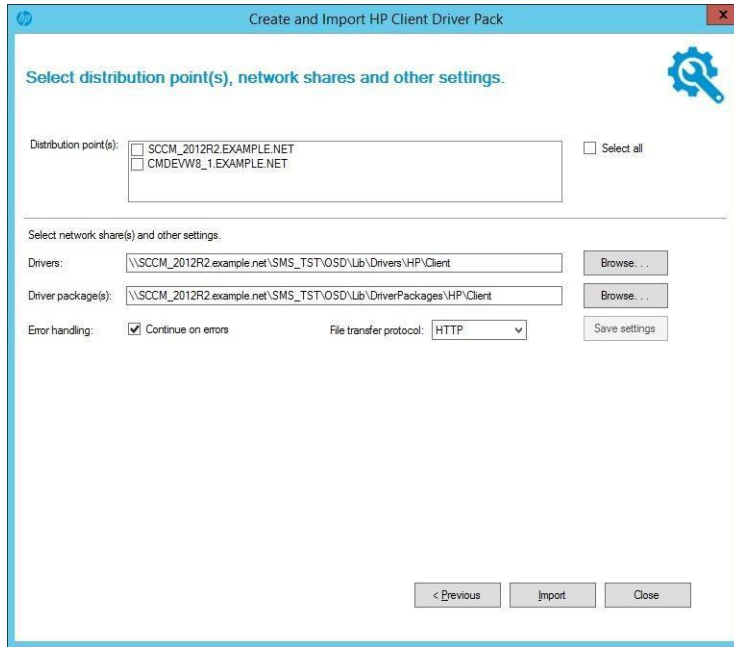 hp
Create and Import HP Client Driver Pack
x
Select distribution point(s), network shares and other settings.
Distribution point(s):
SCCM_2012R2.EXAMPLE.NET
CMDEVW8_1.EXAMPLE.NET
Select all
Select network share(s) and other settings.
Drivers: \\SCCM_2012R2.example.net\SMS_TST\OSD\Lib\Drivers\HP\Client Browse. . .
Driver package(s): \\SCCM_2012R2.example.net\SMS_TST\OSD\Lib\DriverPackages\HP\Client Browse. . .
Error handling: Continue on errors File transfer protocol: HTTP Save settings
< Previous Import Close